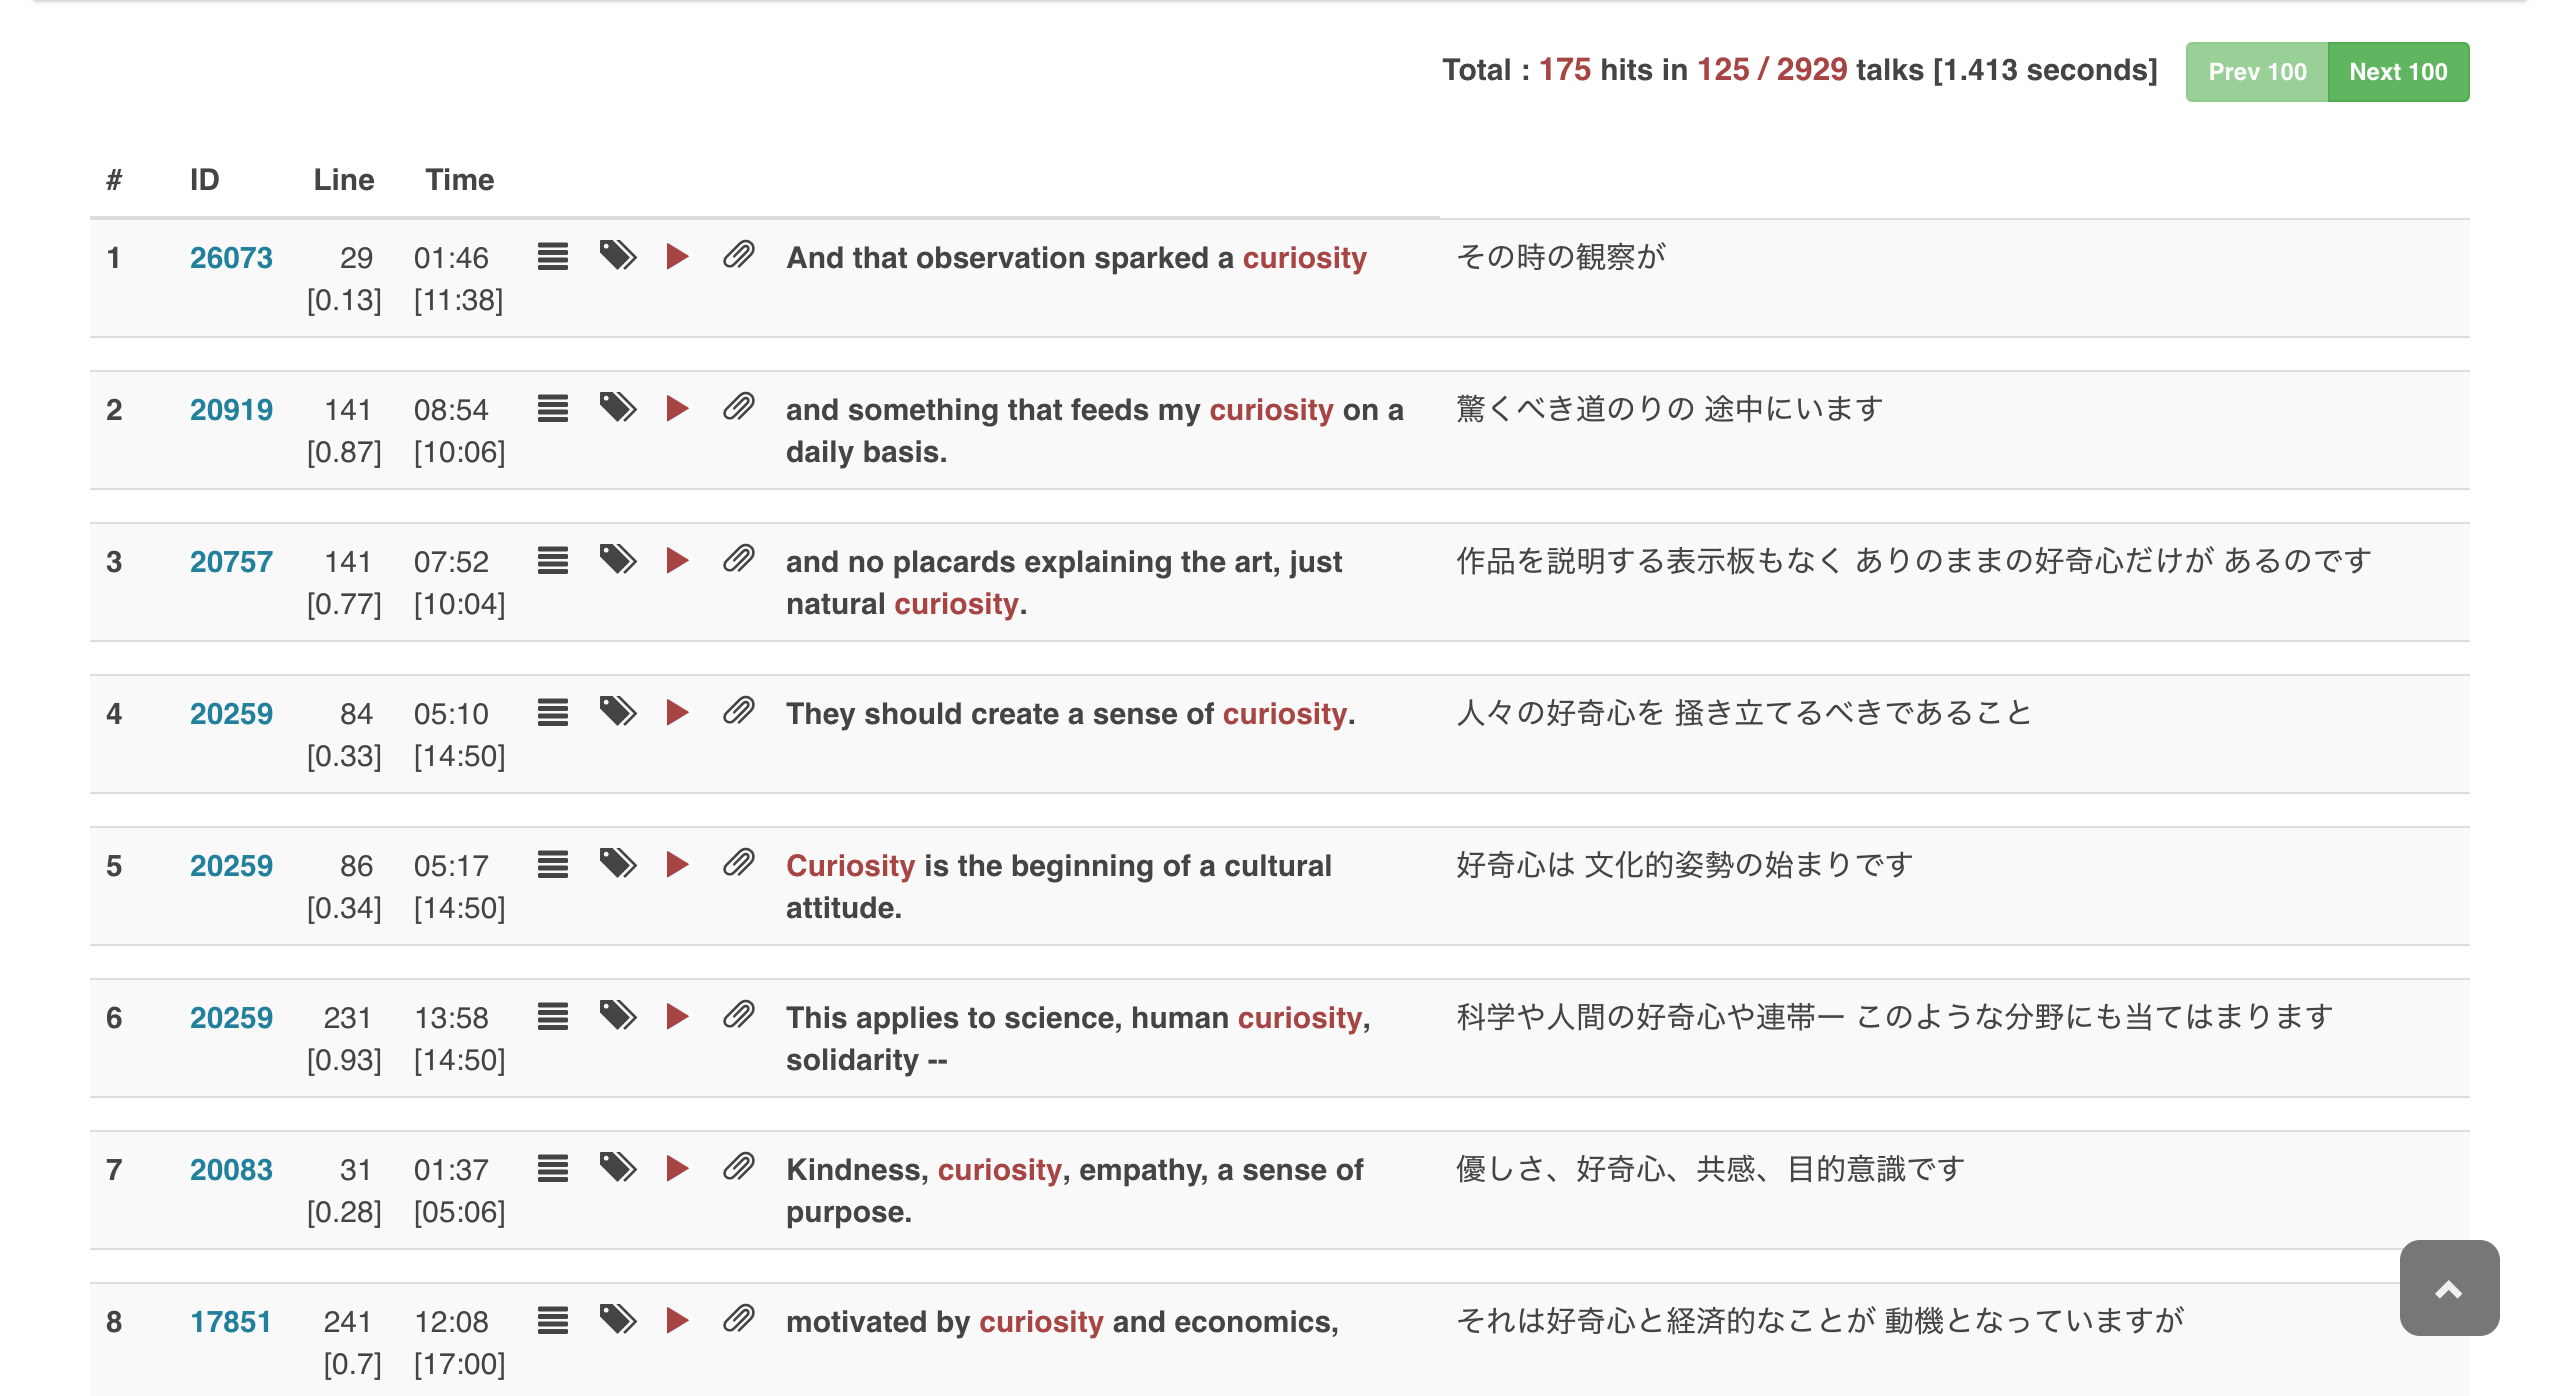 Total : 175 hits in 125 / 2929 talks [1.413 seconds] Prev 100 Next 100
# ID Line Time
1 26073 29 01:46 And that observation sparked a curiosity その時の観察が
[0.13] [11:38]
2 20919 141 08:54 and something that feeds my curiosity on a 驚くべき道のりの 途中にいます
[0.87] [10:06] daily basis.
3 20757 141 07:52 and no placards explaining the art, just 作品を説明する表示板もなく ありのままの好奇心だけが あるのです
[0.77] [10:04] natural curiosity.
4 20259 84 05:10 They should create a sense of curiosity. 人々の好奇心を 掻き立てるべきであること
[0.33] [14:50]
5 20259 86 05:17 Curiosity is the beginning of a cultural 好奇心は 文化的姿勢の始まりです
[0.34] [14:50] attitude.
6 20259 231 13:58 This applies to science, human curiosity, 科学や人間の好奇心や連帯ー このような分野にも当てはまります
[0.93] [14:50] solidarity --
7 20083 31 01:37 Kindness, curiosity, empathy, a sense of 優しさ、好奇心、共感、目的意識です
[0.28] [05:06] purpose.
8 17851 241 12:08 motivated by curiosity and economics, それは好奇心と経済的なことが 動機となっていますが
[0.7] [17:00]